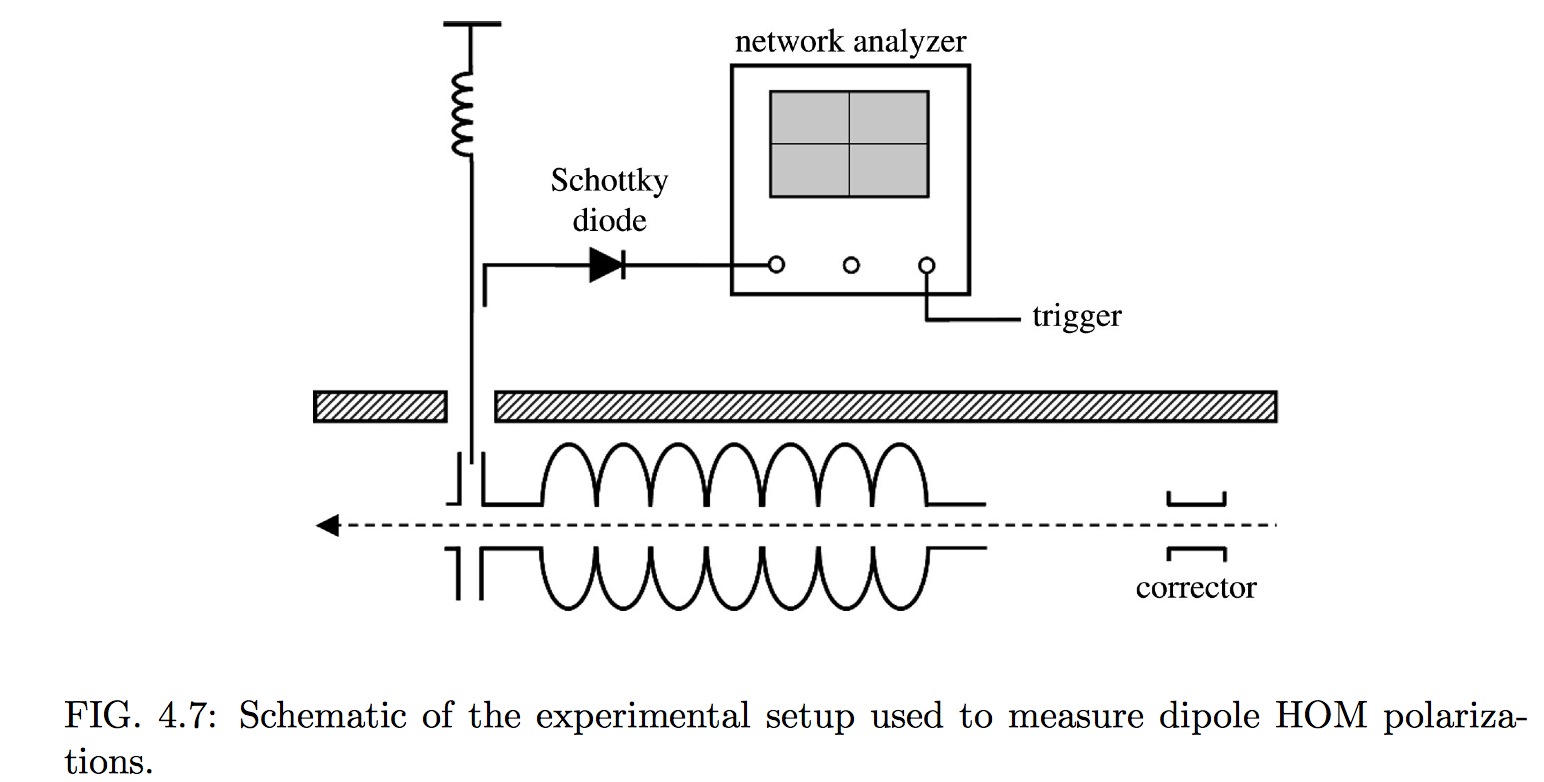 network analyzer
Schottky
diode
trigger
corrector
FIG. 4.7: Schematic of the experimental setup used to measure dipole HOM polariza-
tions.